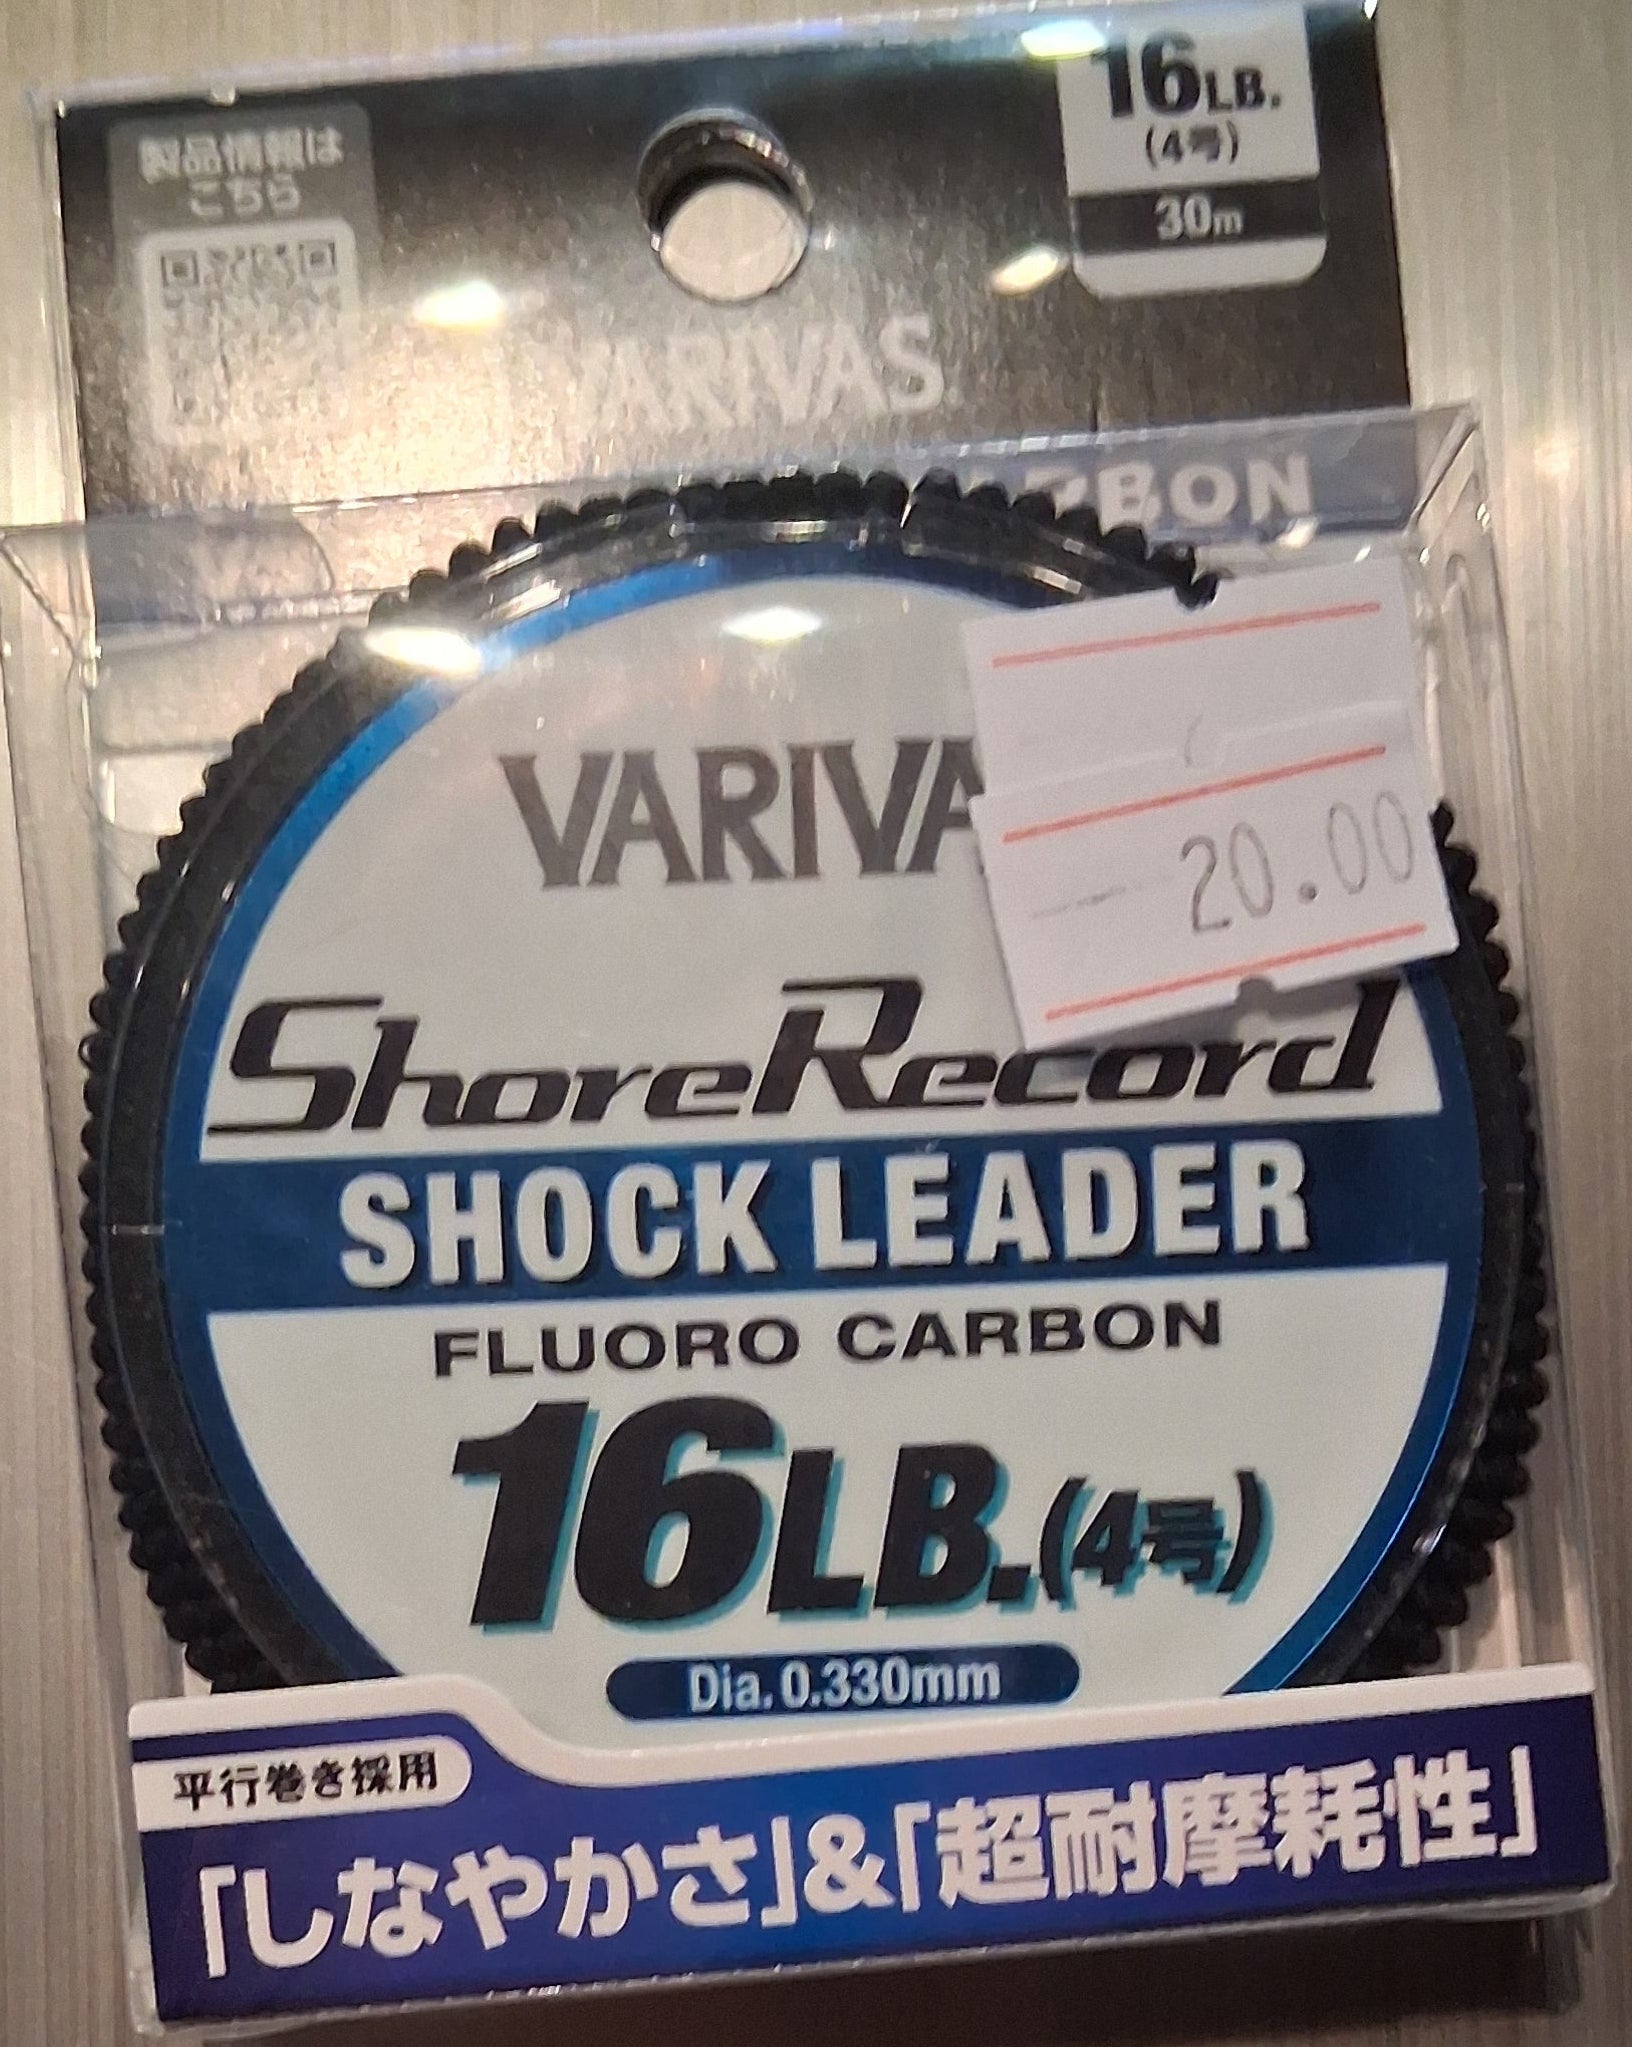 製品情報は
こちら
16LB.
(4号)
30m
VARIVAS
VARIVA
20.00
ShoreRecord
SHOCK LEADER
FLUORO CARBON
16LB.(4号)
Dia. 0.330mm
平行巻き採用
「しなやかさ」&「超耐摩耗性」